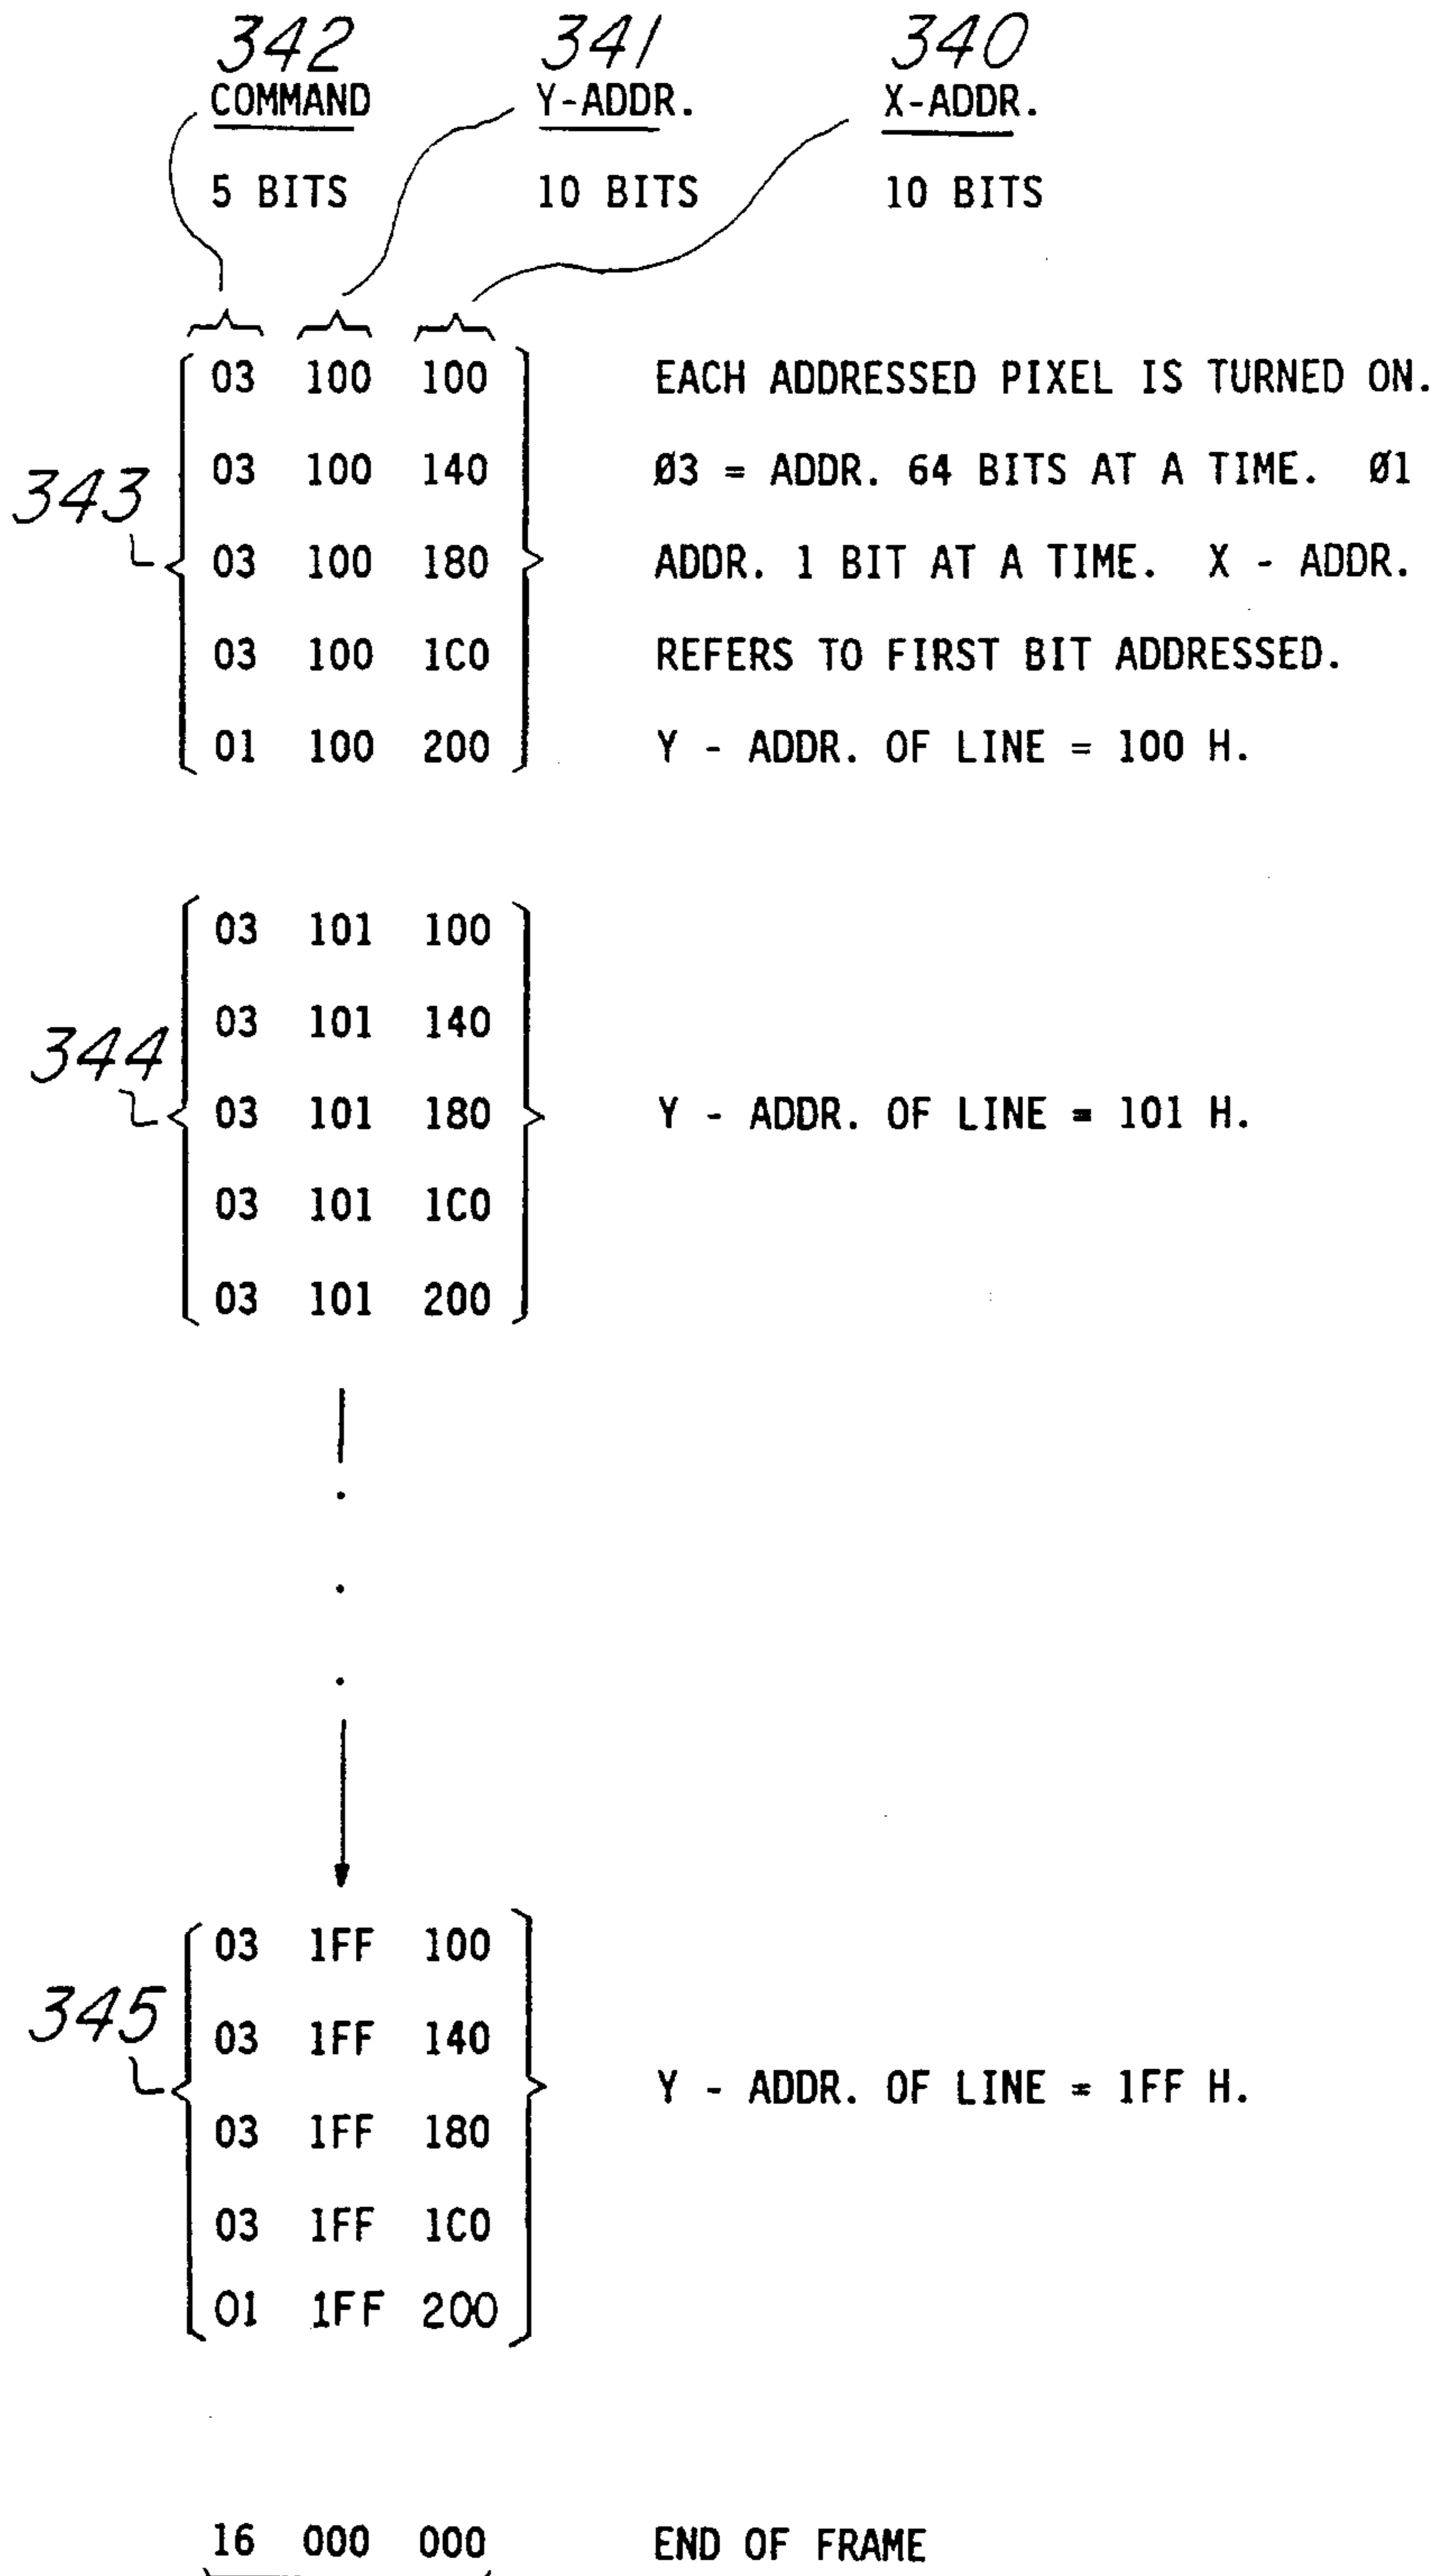 342 341 340
COMMAND Y-ADDR. X-ADDR.
5 BITS 10 BITS 10 BITS
03 100 100 EACH ADDRESSED PIXEL IS TURNED ON.
03 100 140 Ø3 = ADDR. 64 BITS AT A TIME. Ø1
343
03 100 180 ADDR. 1 BIT AT A TIME. X - ADDR.
03 100 1C0 REFERS TO FIRST BIT ADDRESSED.
01 100 200 Y - ADDR. OF LINE = 100 H.
03 101 100
03 101 140
344
03 101 180 Y - ADDR. OF LINE = 101 H.
03 101 1C0
03 101 200
03 1FF 100
345
03 1FF 140
Y - ADDR. OF LINE = 1FF H.
03 1FF 180
03 1FF 1C0
01 1FF 200
16 000 000 END OF FRAME